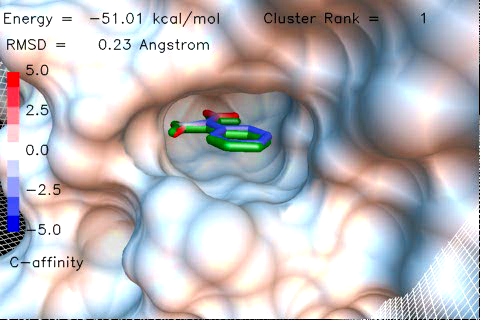 Energy = -51.01 kcal/mol Cluster Rank = 1
RMSD = 0.23 Angstrom
5.0
2.5
0.0
-2.5
-5.0
C-affinity